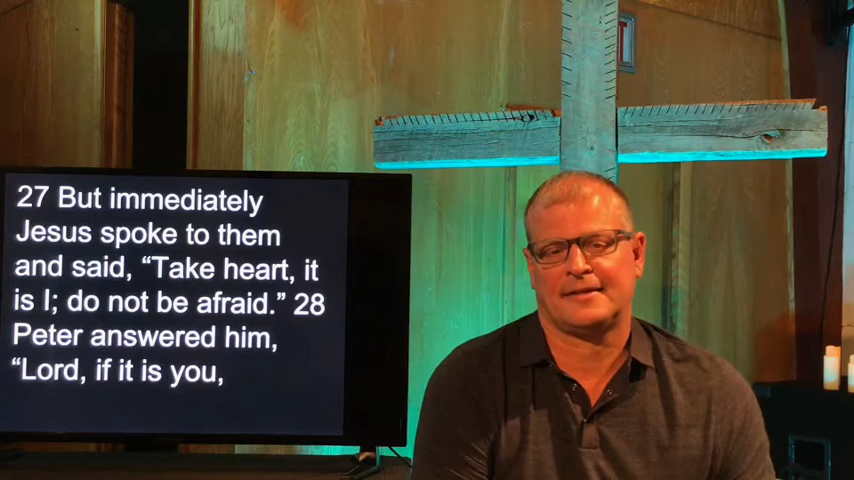 27 But immediately
Jesus spoke to them
and said, “Take heart, it
is I; do not be afraid.” 28
Peter answered him,
“Lord, if it is you,